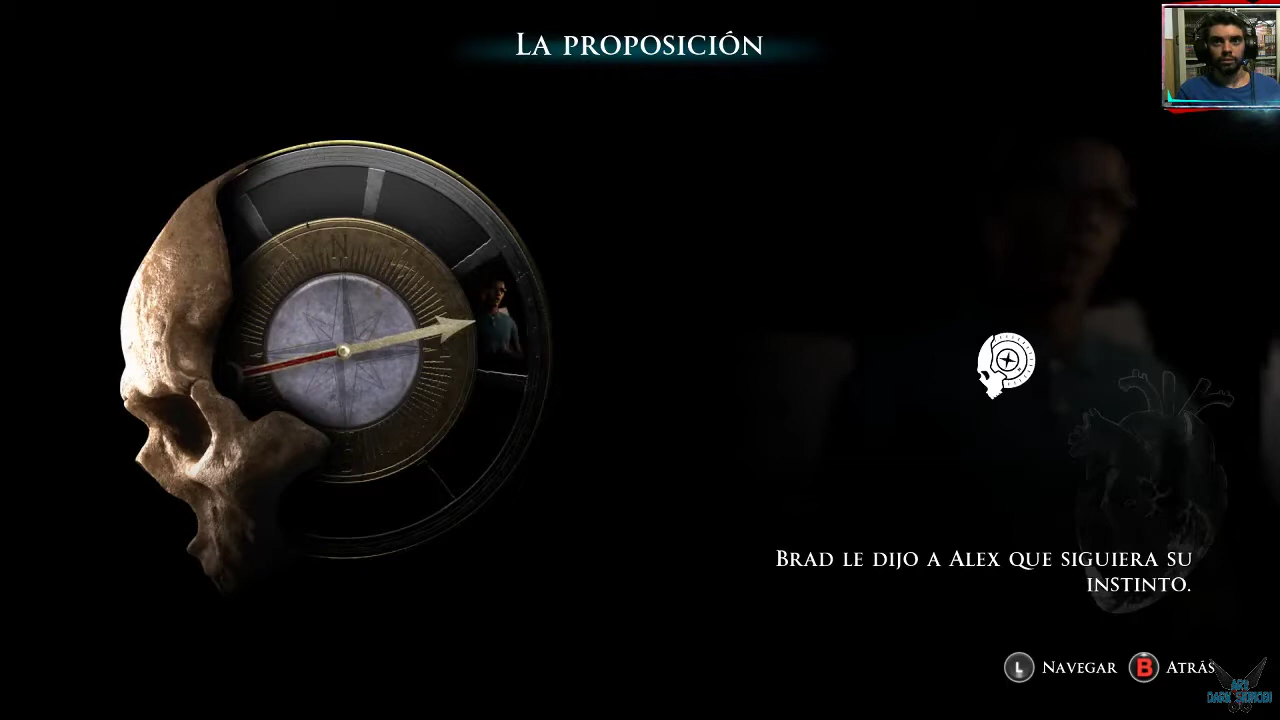 LA PROPOSICIÓN
N
BRAD LE DIJO A ALEX QUE SIGUIERA SU
INSTINTO.
L NAVEGAR B ATRÁS